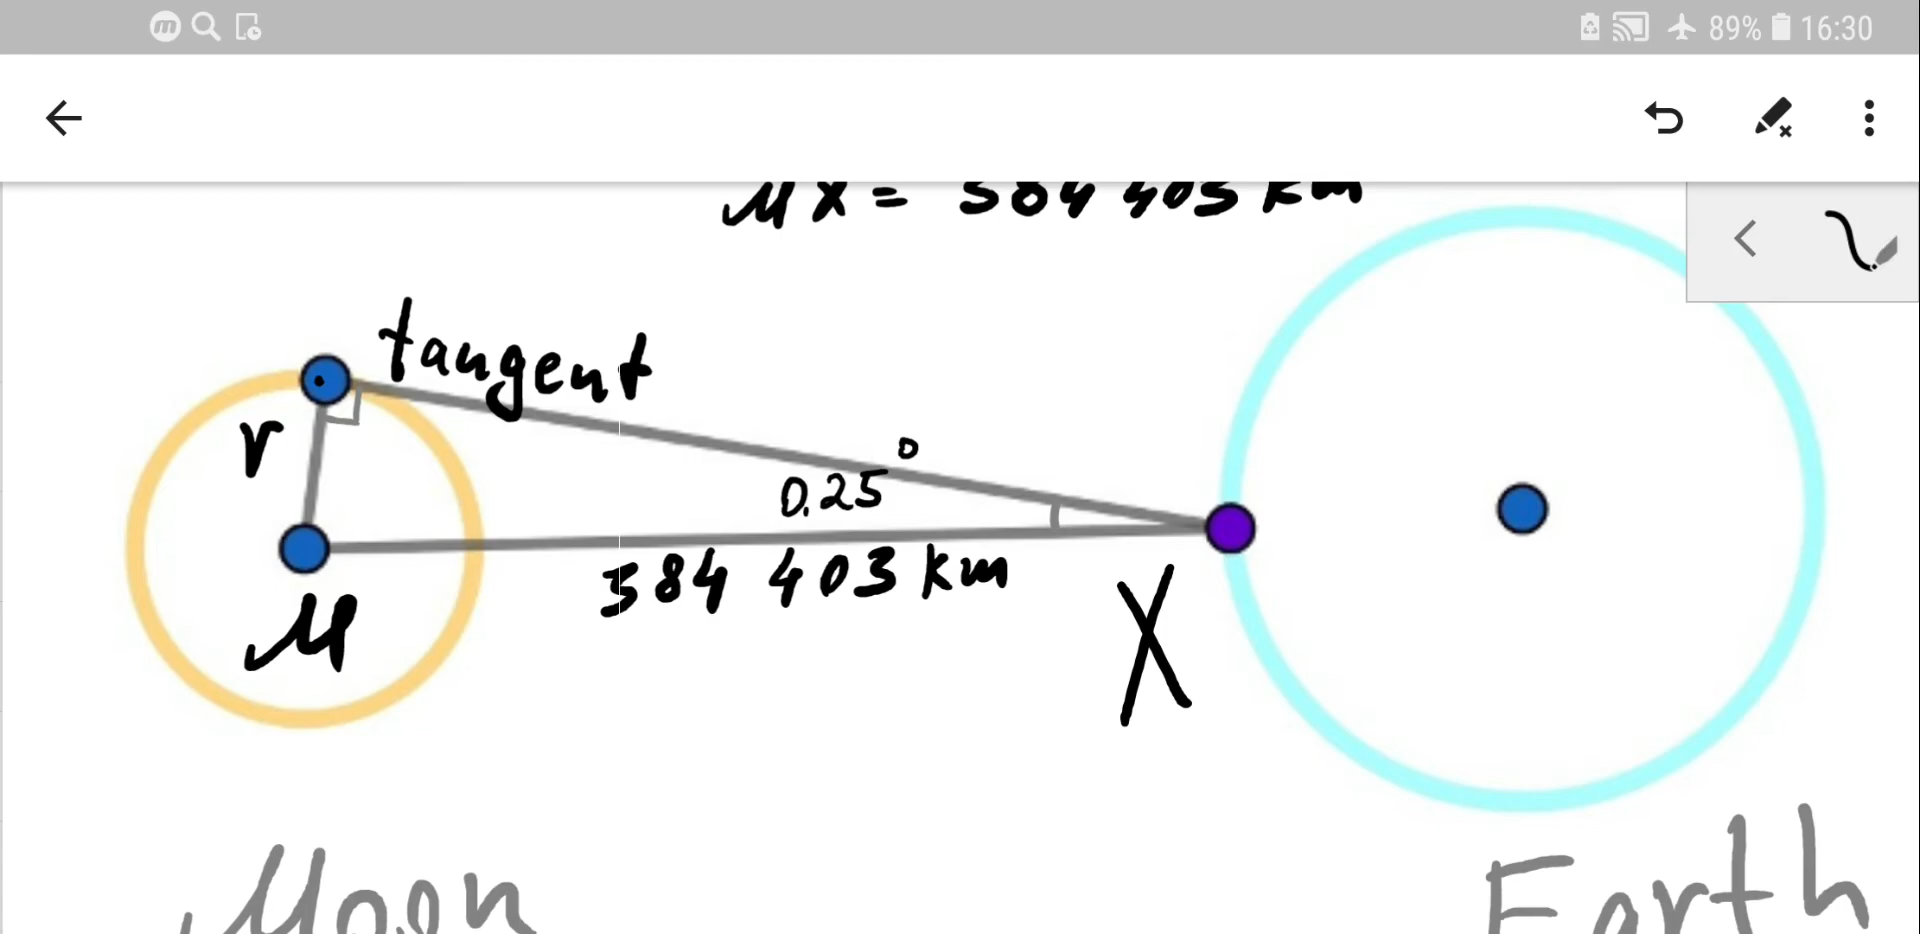 89% 16:30
MX = 384 403 km
tangent
r
0.25°
384 403 km
M
X
Moon
Earth